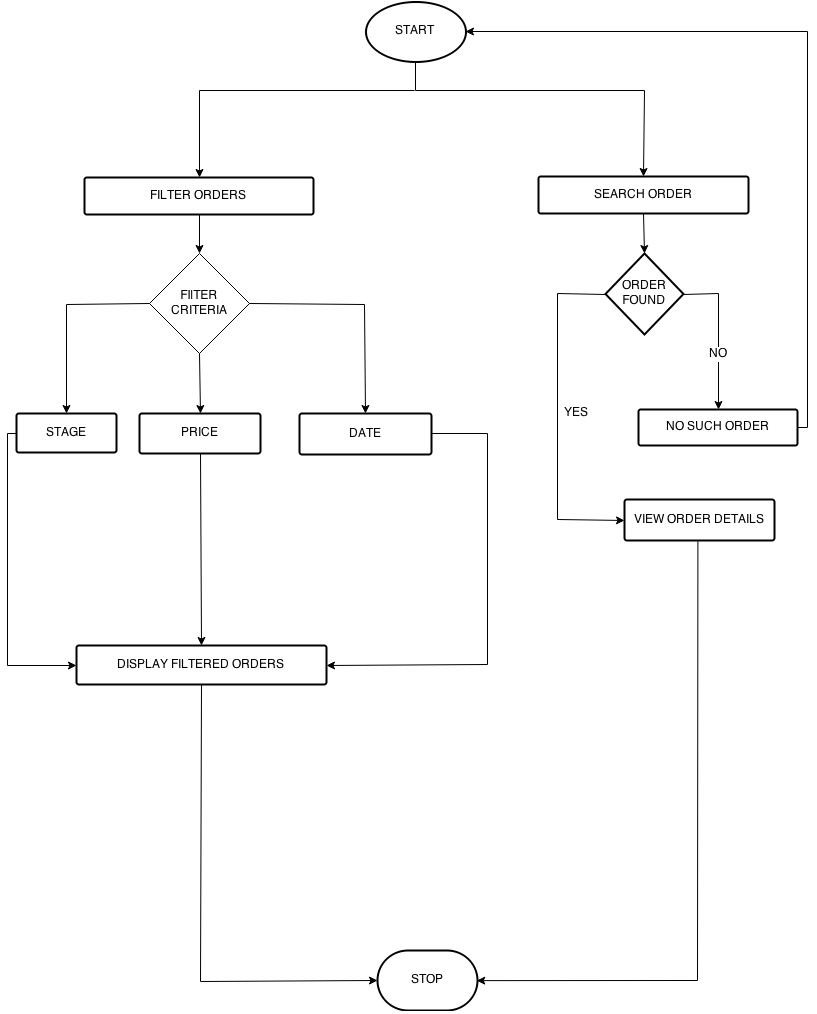 START
FILTER ORDERS
SEARCH ORDER
FIITER
CRITERIA
ORDER
FOUND
NO
YES
STAGE
PRICE
DATE
NO SUCH ORDER
VIEW ORDER DETAILS
DISPLAY FILTERED ORDERS
STOP